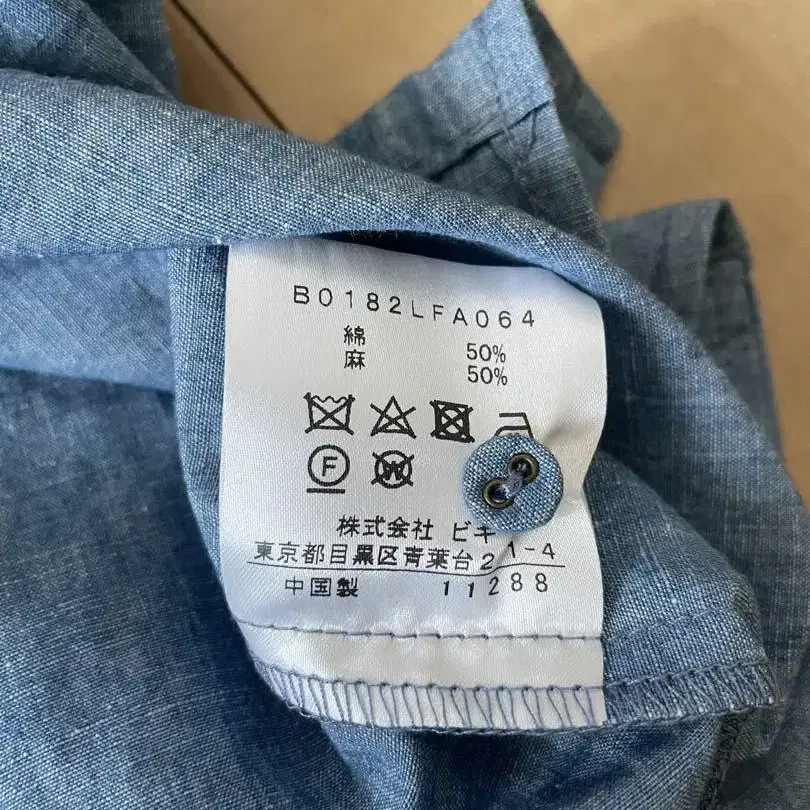 B0182LFA064
綿 50%
麻 50%
F W
株式会社 ビギ
東京都目黒区青葉台2 1-4
中国製 11288